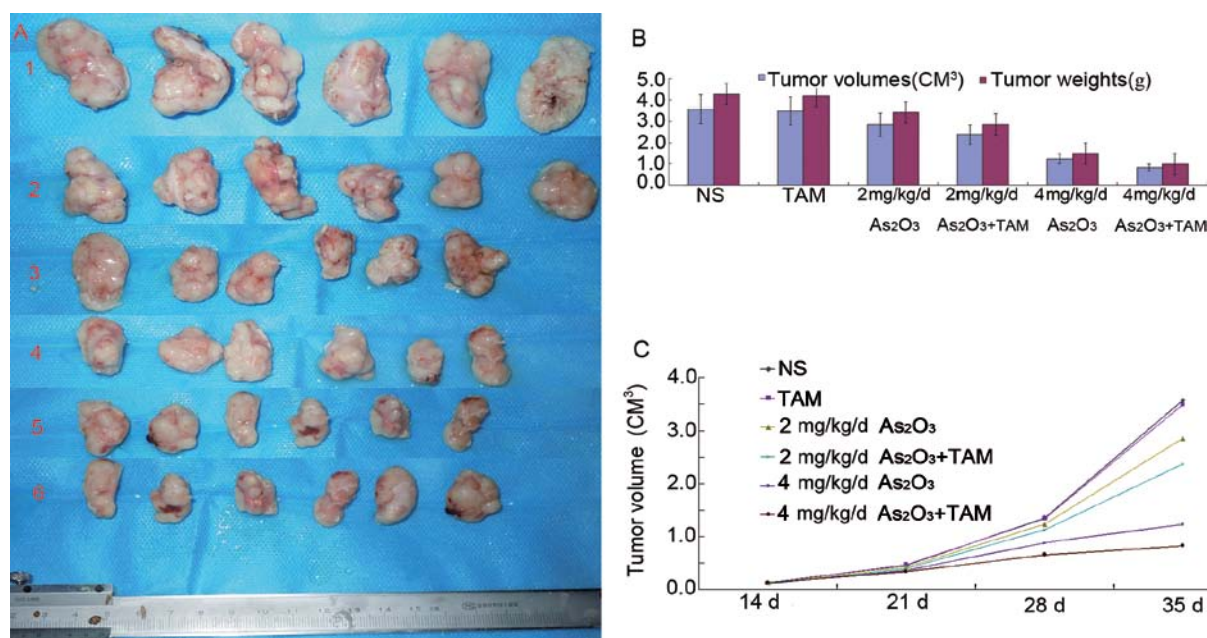 A
1
2
3
4
5
6
B
5.0
4.0
3.0
2.0
1.0
0.0
Tumor volumes(CM³) Tumor weights(g)
NS TAM 2mg/kg/d 2mg/kg/d 4mg/kg/d 4mg/kg/d
As₂O₃ As₂O₃+TAM As₂O₃ As₂O₃+TAM
C
Tumor volume (CM³)
4.0
3.0
2.0
1.0
0.0
NS
TAM
2 mg/kg/d As₂O₃
2 mg/kg/d As₂O₃+TAM
4 mg/kg/d As₂O₃
4 mg/kg/d As₂O₃+TAM
14 d 21 d 28 d 35 d